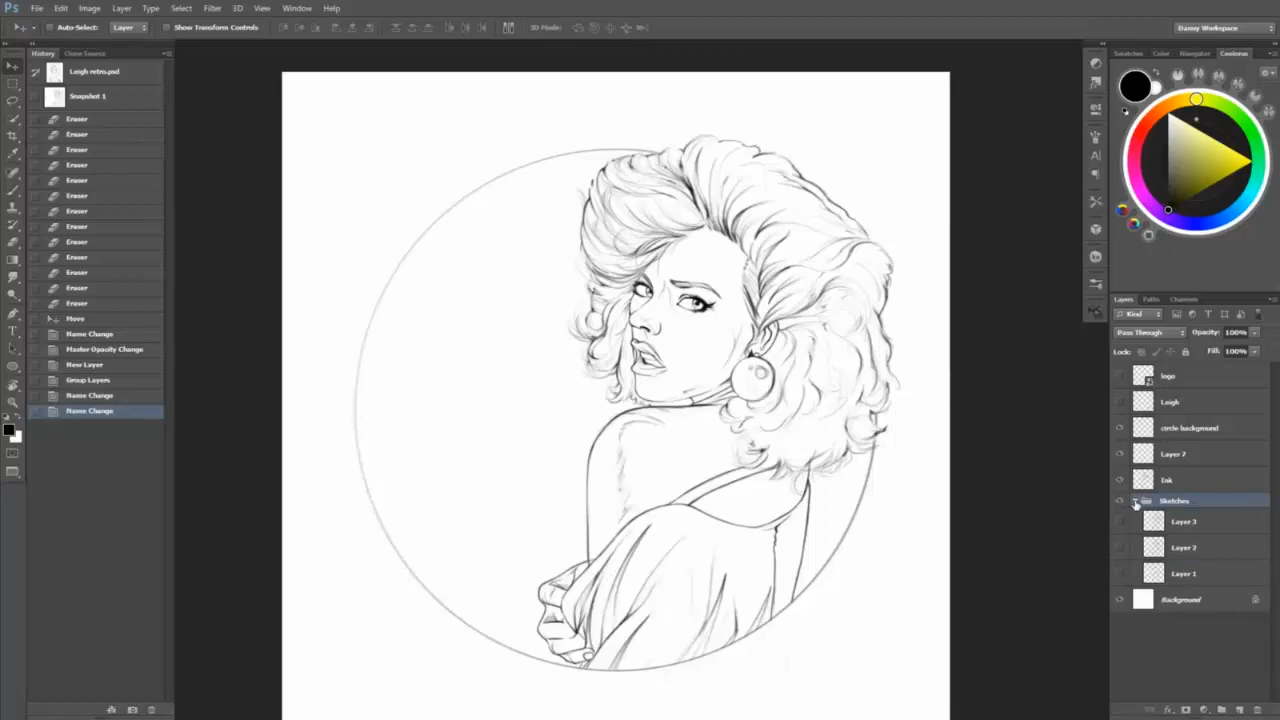 Ps File Edit Image Layer Type Select Filter 3D View Window Help
Auto-Select: Layer Show Transform Controls 3D Mode: Danny Workspace
History Clone Source
Leigh retro.psd
Snapshot 1
Eraser
Eraser
Eraser
Eraser
Eraser
Eraser
Eraser
Eraser
Eraser
Eraser
Eraser
Eraser
Eraser
Move
Name Change
Master Opacity Change
New Layer
Group Layers
Name Change
Name Change
Swatches Color Navigator Coolorus
Layers Paths Channels
Kind
Pass Through Opacity: 100%
Lock: Fill: 100%
logo
Leigh
circle background
Layer 7
Ink
Sketches
Layer 3
Layer 2
Layer 1
Background